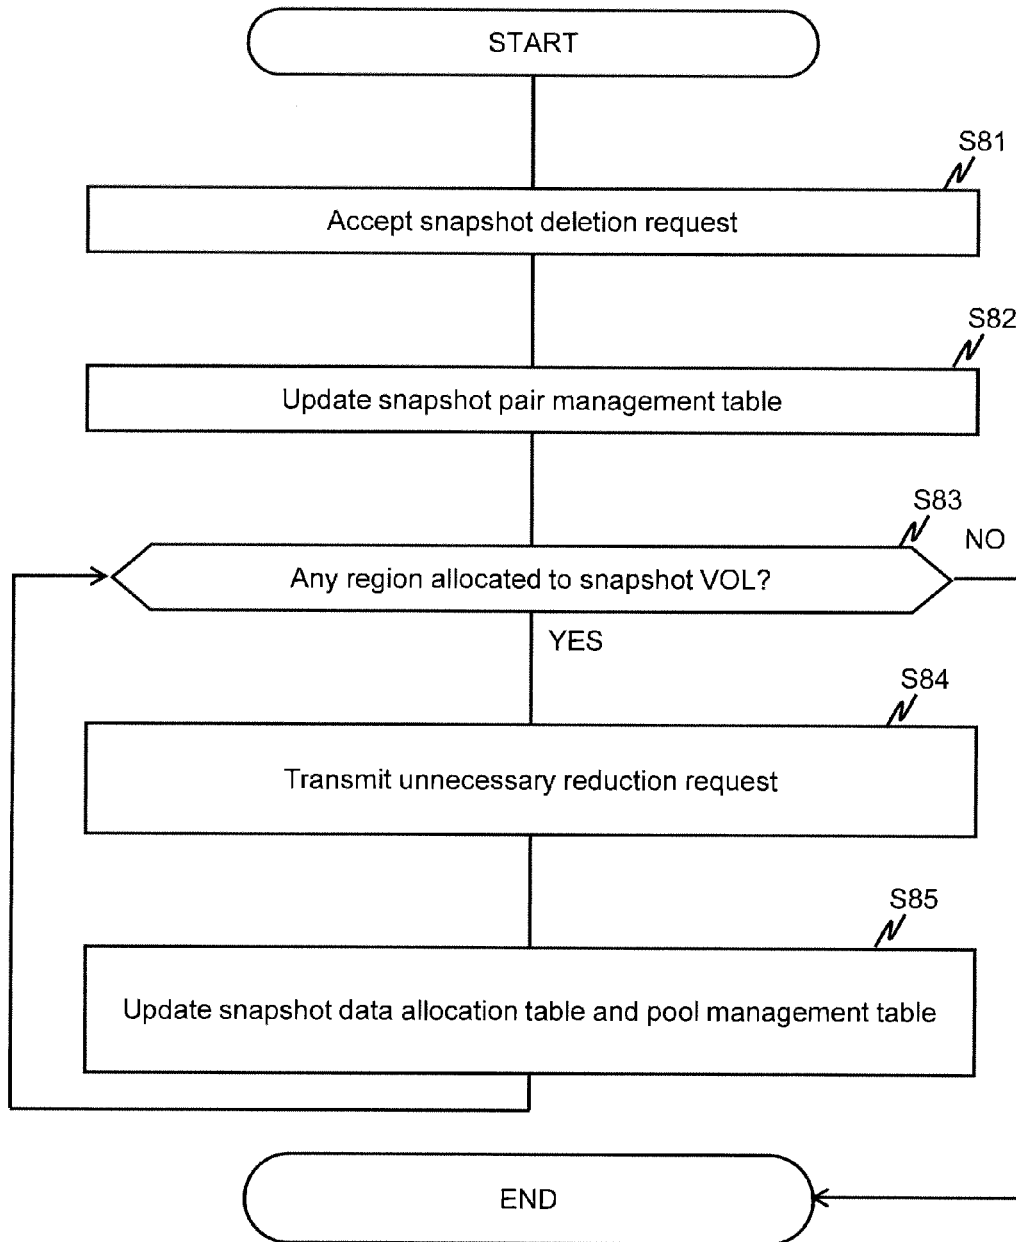 START
S81
Accept snapshot deletion request
S82
Update snapshot pair management table
S83
NO
Any region allocated to snapshot VOL?
YES
S84
Transmit unnecessary reduction request
S85
Update snapshot data allocation table and pool management table
END